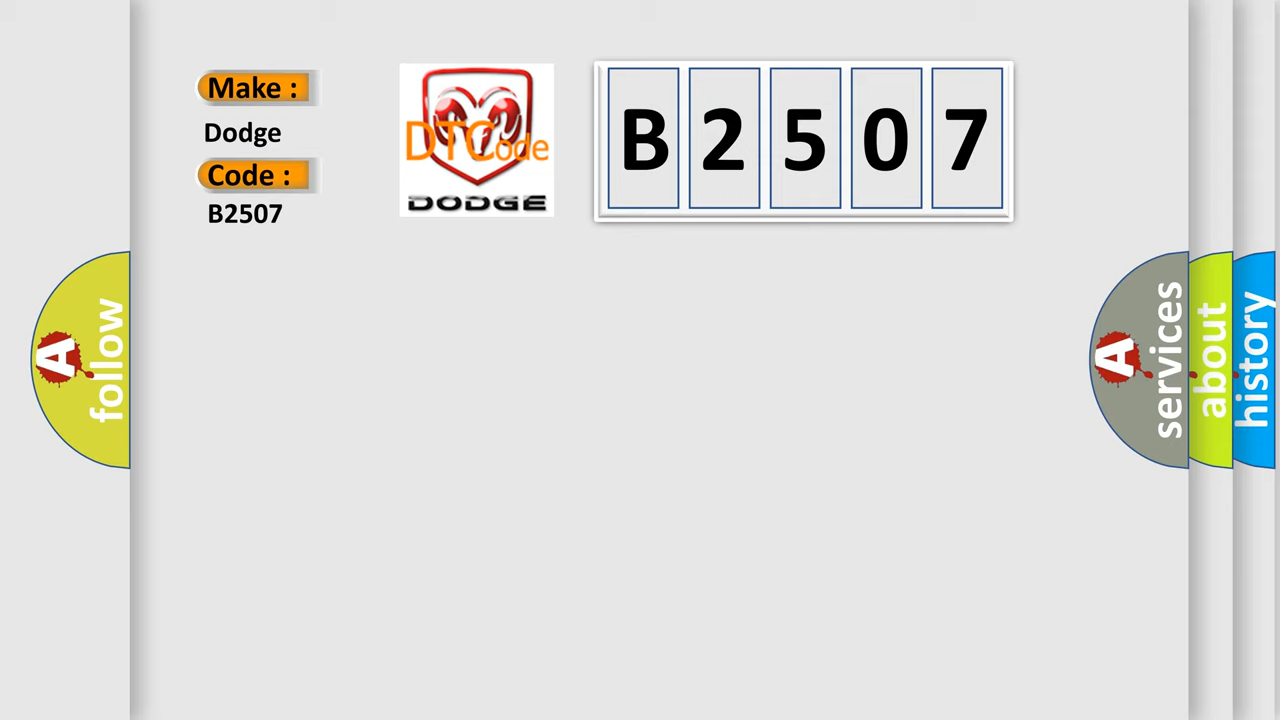 Make :
Dodge
Code :
B2507
DTCode
DODGE
B 2 5 0 7
A follow
A services
about
history